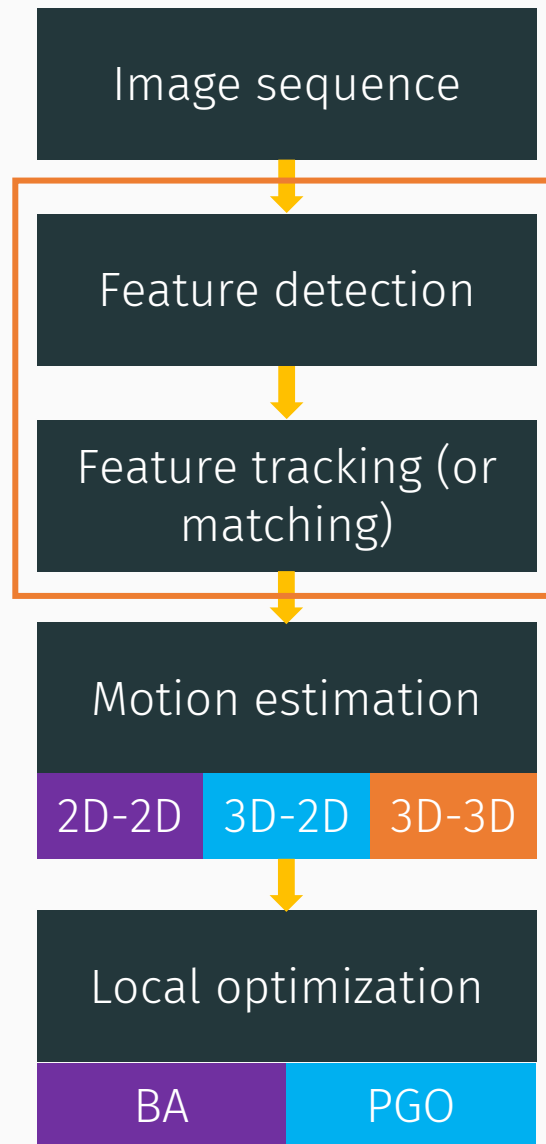 Image sequence
Feature detection
Feature tracking (or
matching)
Motion estimation
2D-2D
3D-2D
3D-3D
Local optimization
BA
PGO